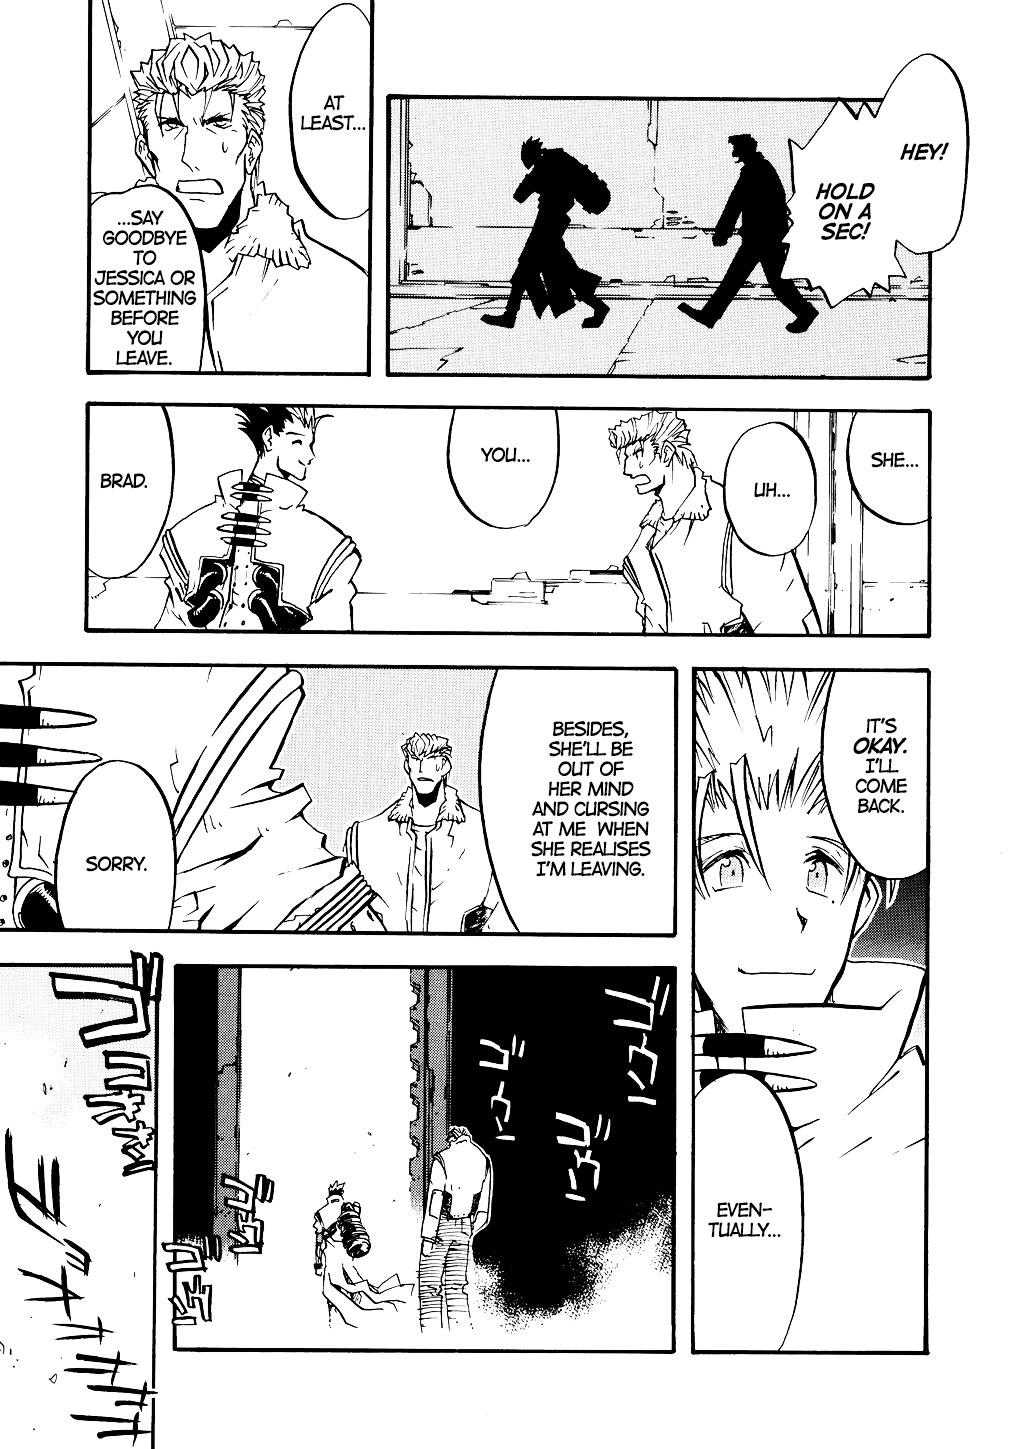 HEY!
HOLD
ON A
SEC!
AT
LEAST...
...SAY
GOODBYE
TO
JESSICA OR
SOMETHING
BEFORE
YOU
LEAVE.
SHE...
UH...
YOU...
BRAD.
IT'S
OKAY.
I'LL
COME
BACK.
EVEN-
TUALLY...
BESIDES,
SHE'LL BE
OUT OF
HER MIND
AND CURSING
AT ME WHEN
SHE REALISES
I'M LEAVING.
SORRY.